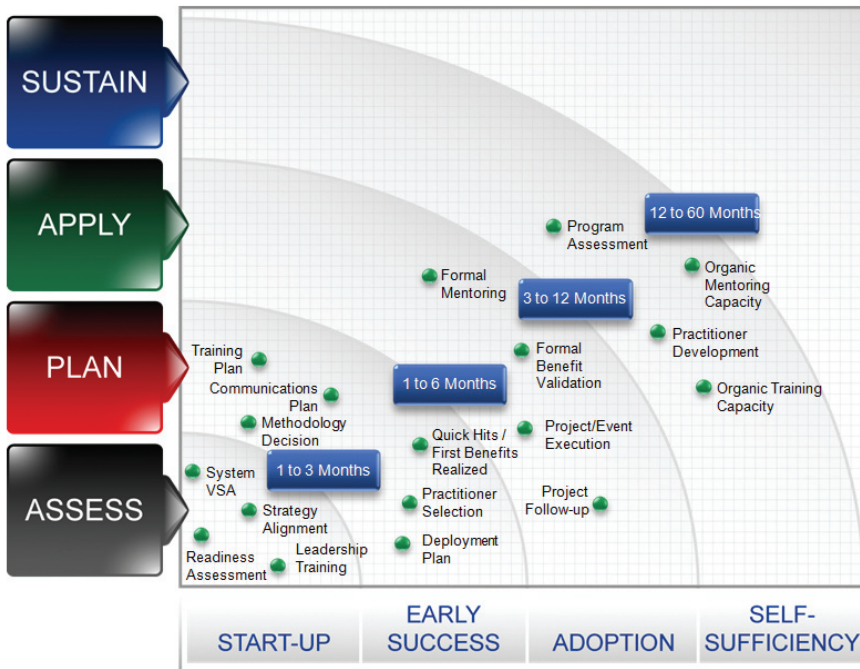 SUSTAIN
APPLY
PLAN
ASSESS
12 to 60 Months
Program
Assessment
Organic
Mentoring
Capacity
Formal
Mentoring
3 to 12 Months
Practitioner
Development
Training
Plan
Formal
Benefit
Validation
1 to 6 Months
Communications
Plan
Organic Training
Capacity
Methodology
Decision
Quick Hits /
First Benefits
Realized
Project/Event
Execution
1 to 3 Months
System
VSA
Practitioner
Selection
Project
Follow-up
Strategy
Alignment
Deployment
Plan
Readiness
Assessment
Leadership
Training
START-UP
EARLY
SUCCESS
ADOPTION
SELF-
SUFFICIENCY